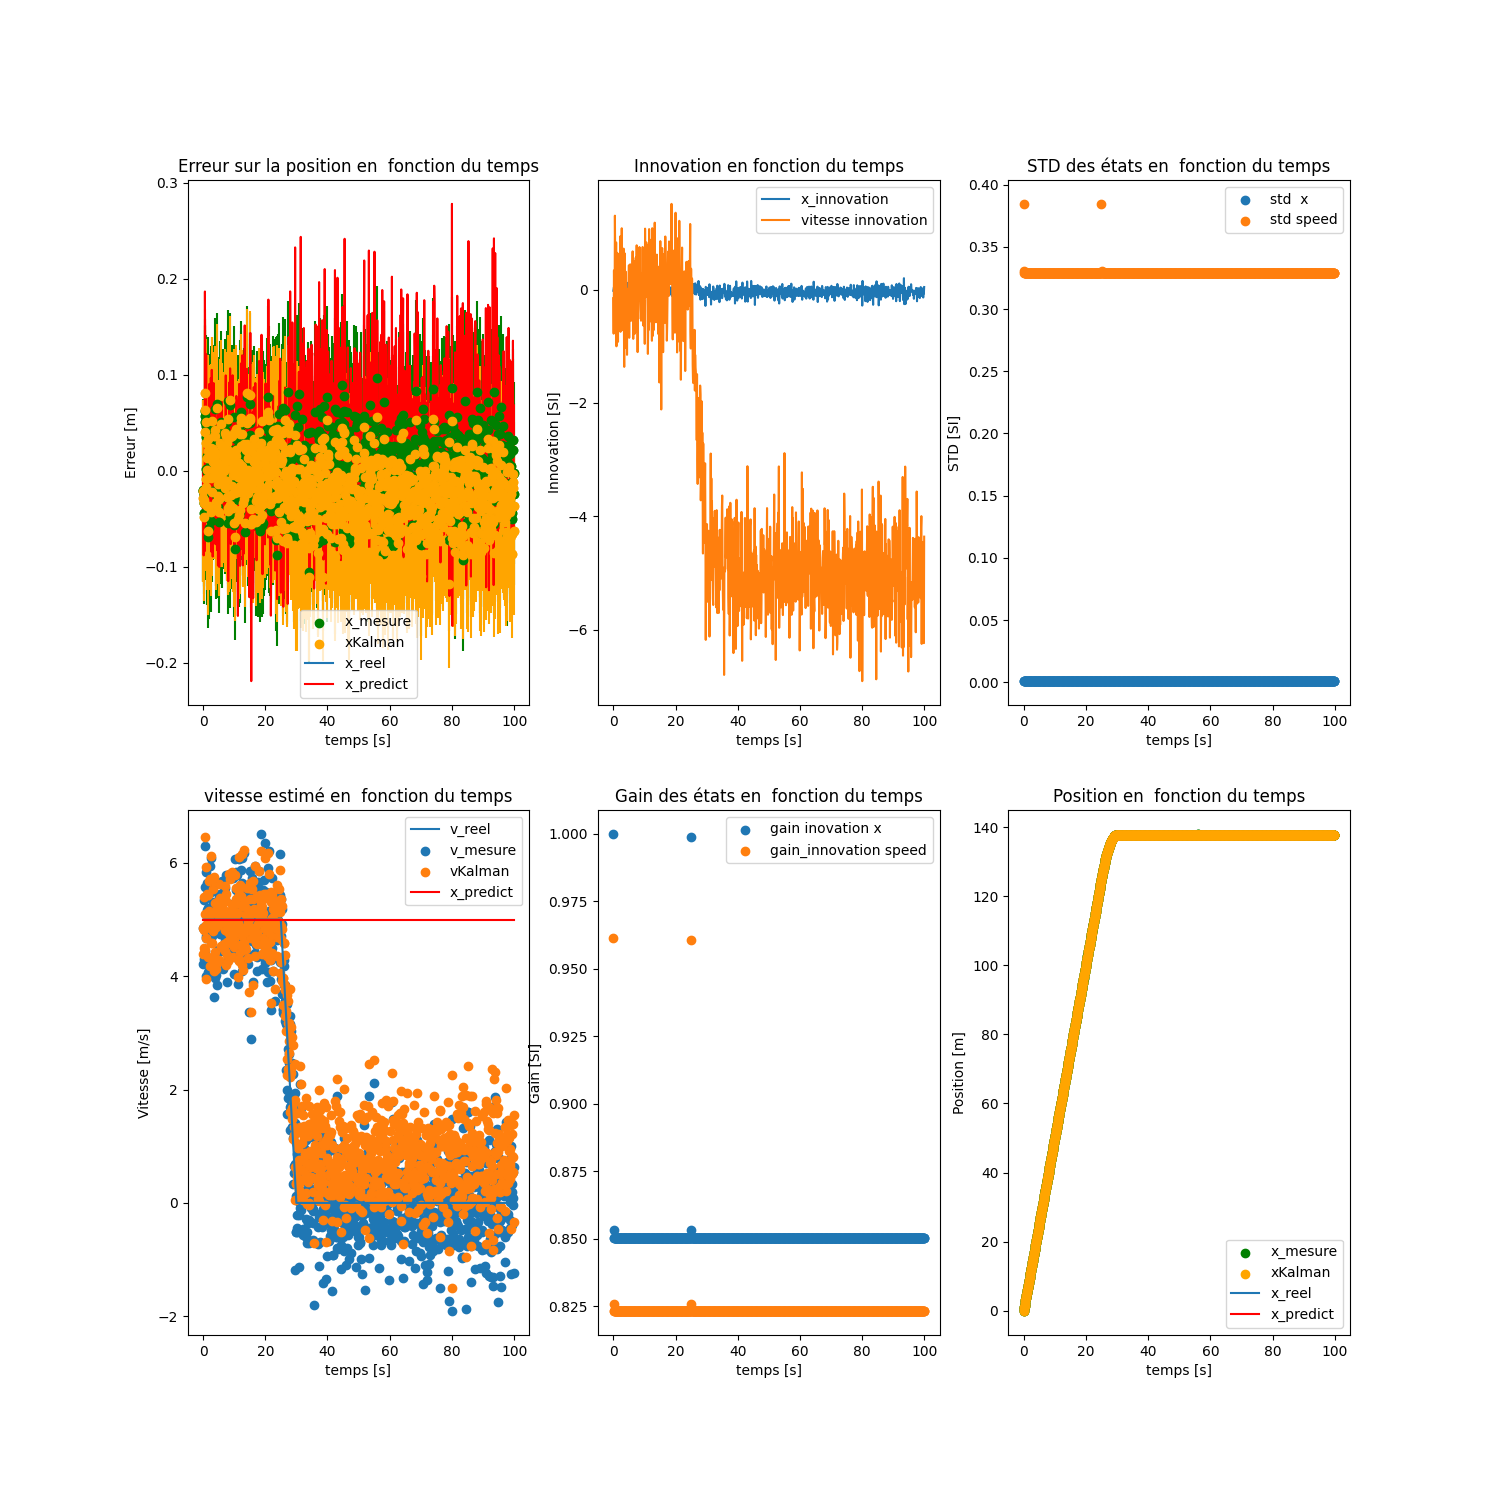 Erreur sur la position en  fonction du temps
0.3
0.2
0.1
0.0
−0.1
−0.2
Erreur [m]
x_mesure
xKalman
x_reel
x_predict
0 20 40 60 80 100
temps [s]
Innovation en fonction du temps
x_innovation
vitesse innovation
0
−2
−4
−6
Innovation [SI]
0 20 40 60 80 100
temps [s]
STD des états en  fonction du temps
std  x
std speed
0.40
0.35
0.30
0.25
0.20
0.15
0.10
0.05
0.00
STD [SI]
0 20 40 60 80 100
temps [s]
vitesse estimé en  fonction du temps
v_reel
v_mesure
vKalman
x_predict
6
4
2
0
−2
Vitesse [m/s]
0 20 40 60 80 100
temps [s]
Gain des états en  fonction du temps
gain inovation x
gain_innovation speed
1.000
0.975
0.950
0.925
0.900
0.875
0.850
0.825
Gain [SI]
0 20 40 60 80 100
temps [s]
Position en  fonction du temps
140
120
100
80
60
40
20
0
Position [m]
x_mesure
xKalman
x_reel
x_predict
0 20 40 60 80 100
temps [s]